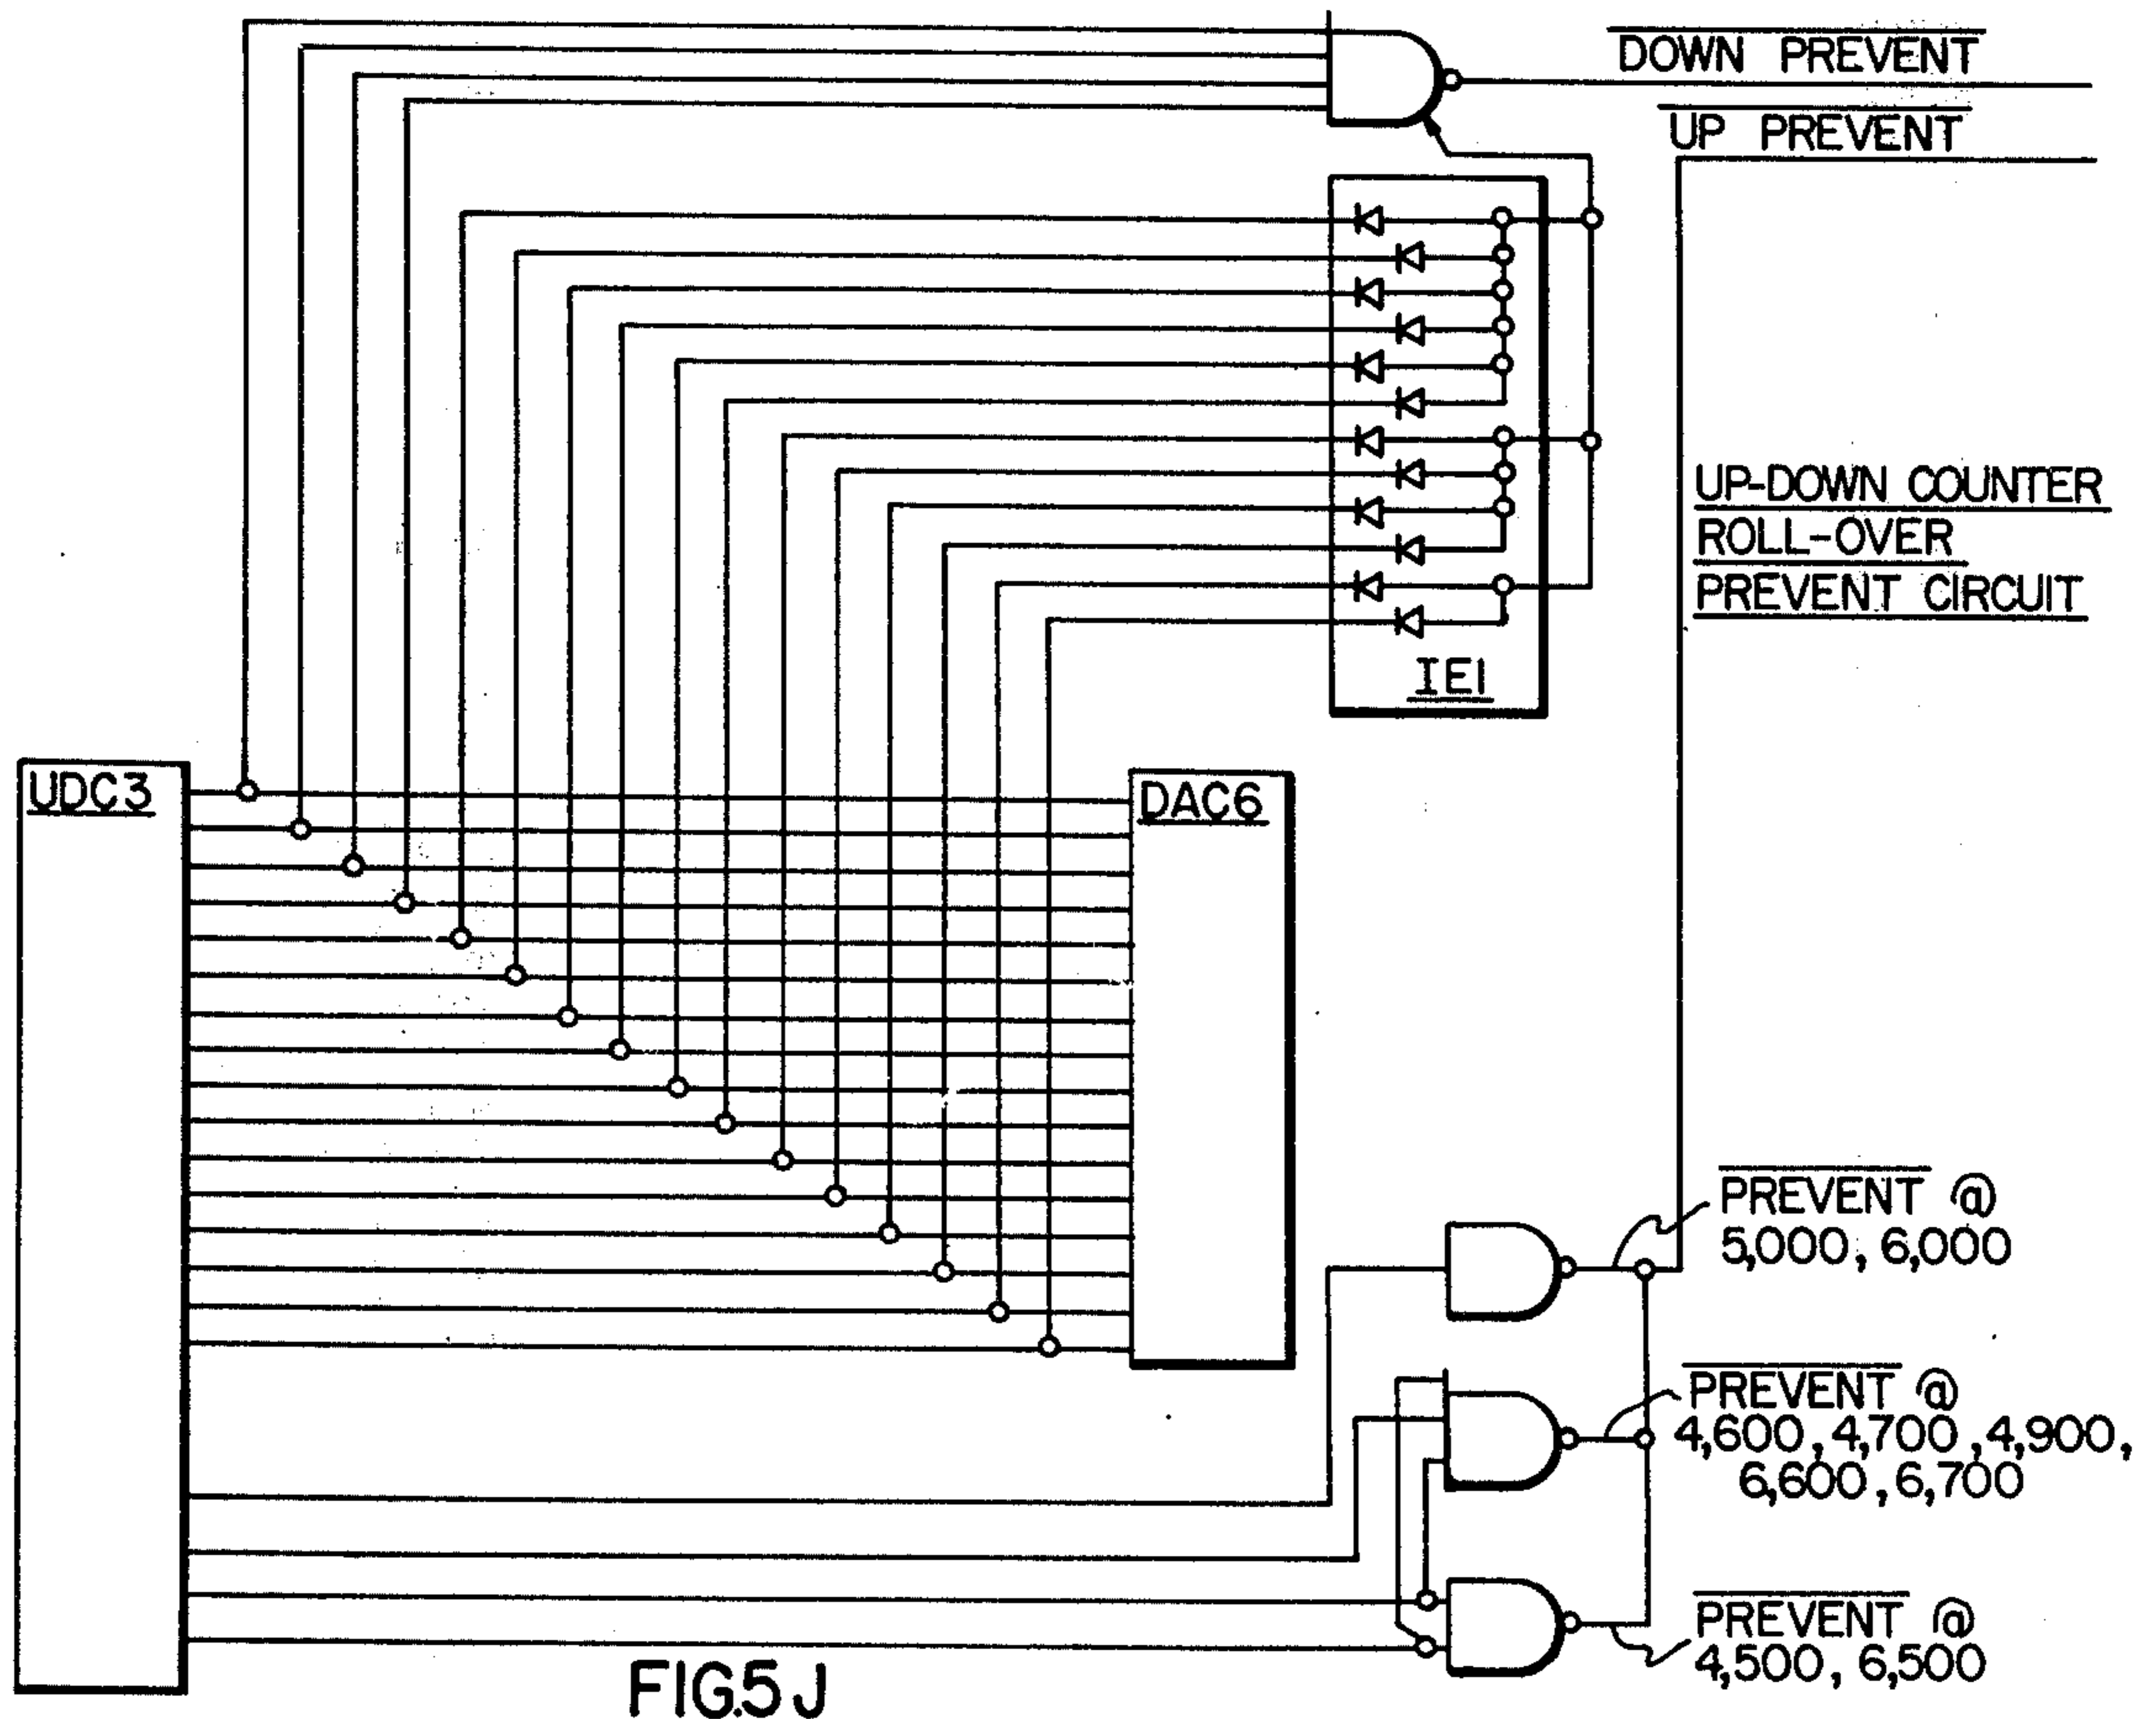 DOWN PREVENT
UP PREVENT
UP-DOWN COUNTER
ROLL-OVER
PREVENT CIRCUIT
IE1
UDC3
DAC6
PREVENT @
5,000, 6,000
PREVENT @
4,600, 4,700, 4,900,
6,600, 6,700
PREVENT @
4,500, 6,500
FIG.5J